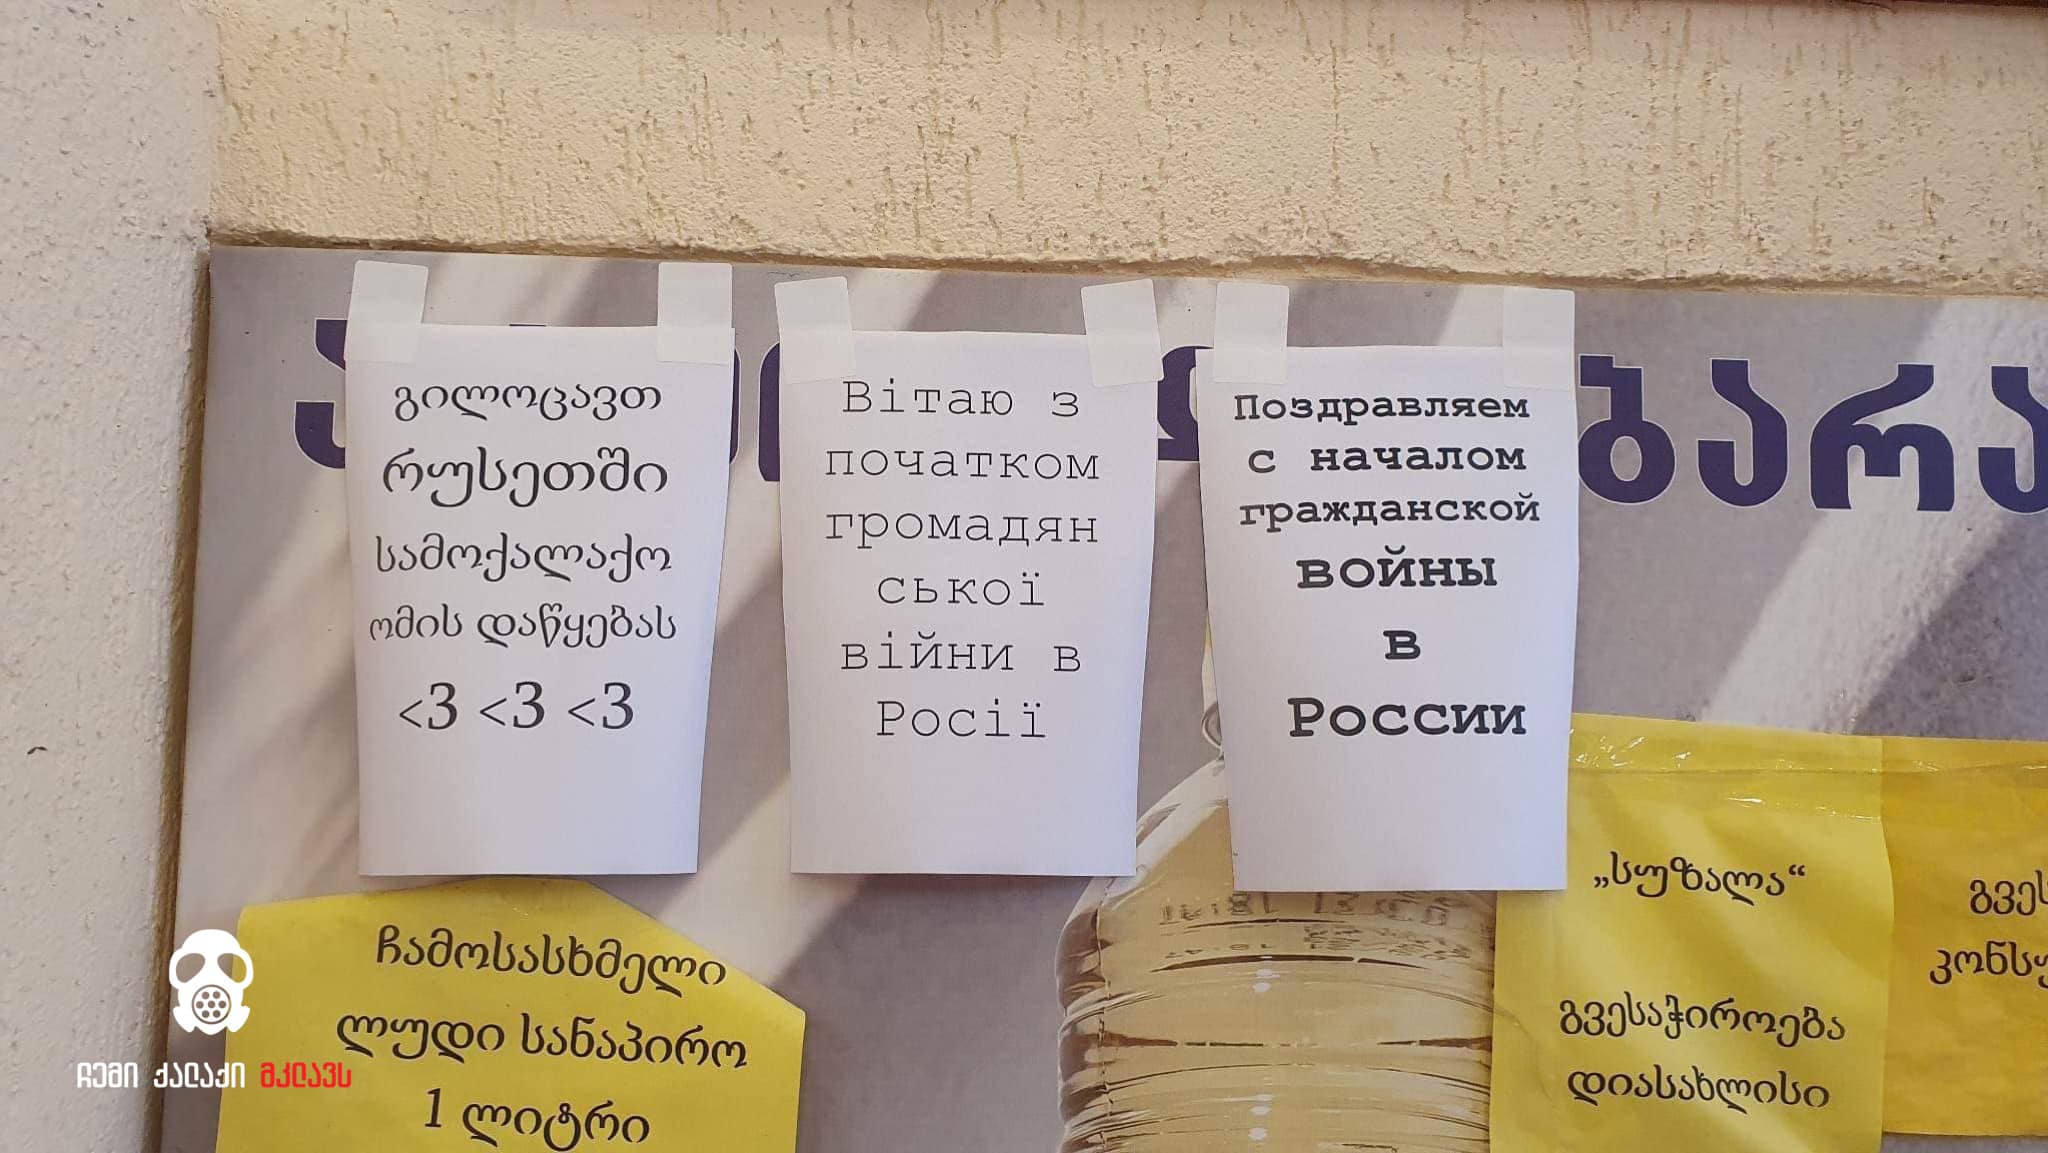 გილოცავთ
რუსეთში
სამოქალაქო
ომის დაწყებას
<3 <3 <3
Вітаю з
початком
громадян
ської
війни в
Росії
Поздравляем
с началом
гражданской
войны
в
России
ჩამოსასხმელი
ლუდი სანაპირო
1 ლიტრი
„სუზალა“
გვესაჭიროება
დიასახლისი
ჩემი ქალაქი მკლავს